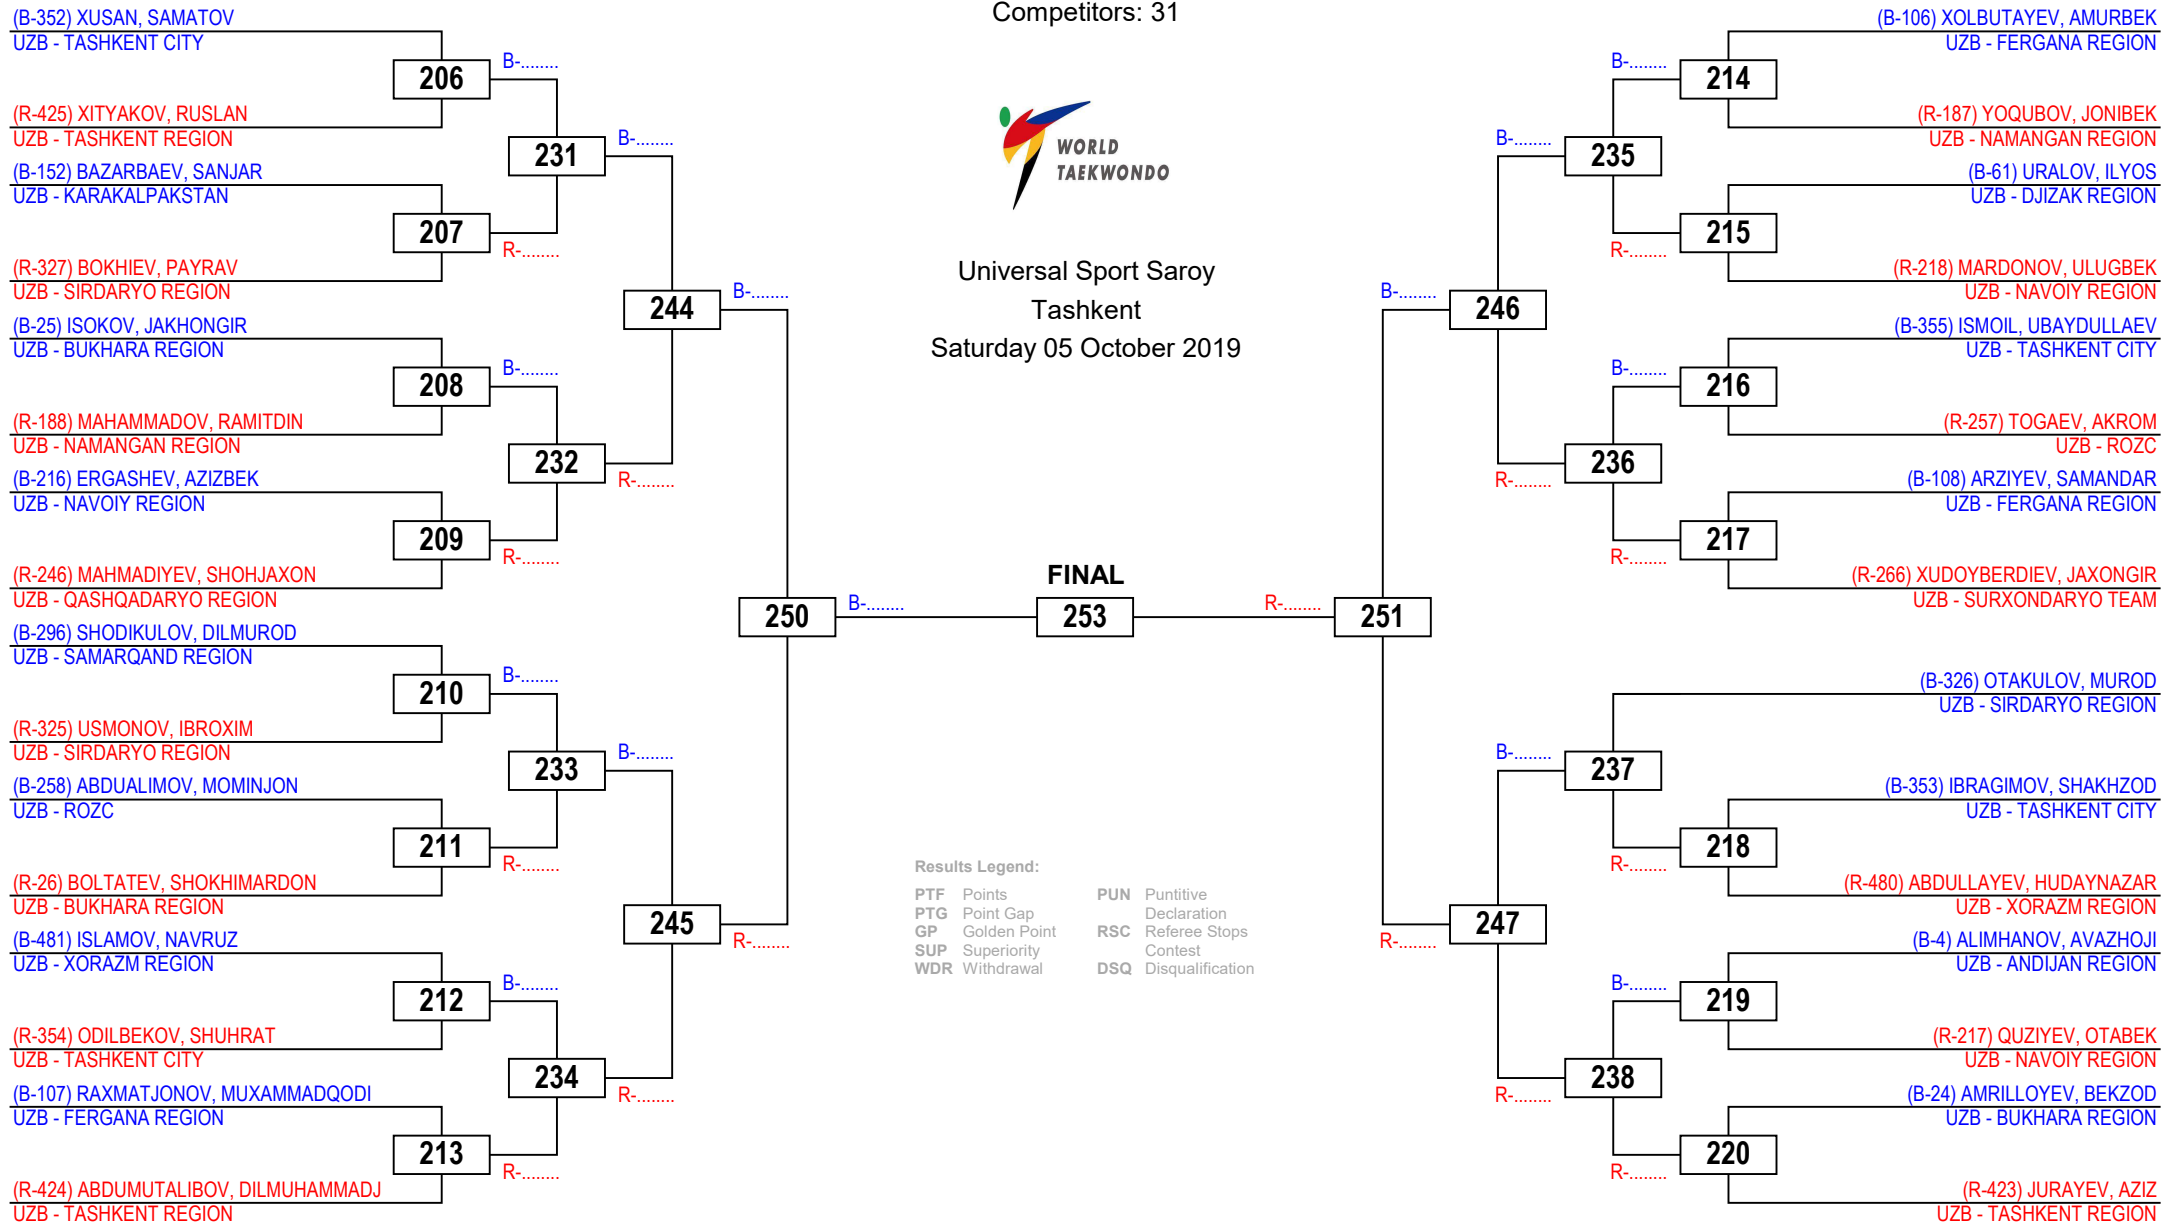 Competitors: 31
WORLD
TAEKWONDO
Universal Sport Saroy
Tashkent
Saturday 05 October 2019
(B-352) XUSAN, SAMATOV
UZB - TASHKENT CITY
206
(R-425) XITYAKOV, RUSLAN
UZB - TASHKENT REGION
B-........
231
(B-152) BAZARBAEV, SANJAR
UZB - KARAKALPAKSTAN
207
R-........
(R-327) BOKHIEV, PAYRAV
UZB - SIRDARYO REGION
B-........
244
(B-25) ISOKOV, JAKHONGIR
UZB - BUKHARA REGION
208
B-........
(R-188) MAHAMMADOV, RAMITDIN
UZB - NAMANGAN REGION
232
R-........
(B-216) ERGASHEV, AZIZBEK
UZB - NAVOIY REGION
209
R-........
(R-246) MAHMADIYEV, SHOHJAXON
UZB - QASHQADARYO REGION
B-........
250
(B-296) SHODIKULOV, DILMUROD
UZB - SAMARQAND REGION
210
B-........
(R-325) USMONOV, IBROXIM
UZB - SIRDARYO REGION
233
B-........
(B-258) ABDUALIMOV, MOMINJON
UZB - ROZC
211
R-........
(R-26) BOLTATEV, SHOKHIMARDON
UZB - BUKHARA REGION
245
R-........
(B-481) ISLAMOV, NAVRUZ
UZB - XORAZM REGION
212
B-........
(R-354) ODILBEKOV, SHUHRAT
UZB - TASHKENT CITY
234
R-........
(B-107) RAXMATJONOV, MUXAMMADQODI
UZB - FERGANA REGION
213
R-........
(R-424) ABDUMUTALIBOV, DILMUHAMMADJ
UZB - TASHKENT REGION
B-........
FINAL
253
R-........
251
(B-106) XOLBUTAYEV, AMURBEK
UZB - FERGANA REGION
214
B-........
(R-187) YOQUBOV, JONIBEK
UZB - NAMANGAN REGION
235
B-........
(B-61) URALOV, ILYOS
UZB - DJIZAK REGION
215
R-........
(R-218) MARDONOV, ULUGBEK
UZB - NAVOIY REGION
246
B-........
(B-355) ISMOIL, UBAYDULLAEV
UZB - TASHKENT CITY
216
B-........
(R-257) TOGAEV, AKROM
UZB - ROZC
236
R-........
(B-108) ARZIYEV, SAMANDAR
UZB - FERGANA REGION
217
R-........
(R-266) XUDOYBERDIEV, JAXONGIR
UZB - SURXONDARYO TEAM
(B-326) OTAKULOV, MUROD
UZB - SIRDARYO REGION
B-........
237
(B-353) IBRAGIMOV, SHAKHZOD
UZB - TASHKENT CITY
218
R-........
(R-480) ABDULLAYEV, HUDAYNAZAR
UZB - XORAZM REGION
247
R-........
(B-4) ALIMHANOV, AVAZHOJI
UZB - ANDIJAN REGION
219
B-........
(R-217) QUZIYEV, OTABEK
UZB - NAVOIY REGION
238
R-........
(B-24) AMRILLOYEV, BEKZOD
UZB - BUKHARA REGION
220
R-........
(R-423) JURAYEV, AZIZ
UZB - TASHKENT REGION
Results Legend:
PTF Points
PTG Point Gap
GP Golden Point
SUP Superiority
WDR Withdrawal
PUN Puntitive
Declaration
RSC Referee Stops
Contest
DSQ Disqualification